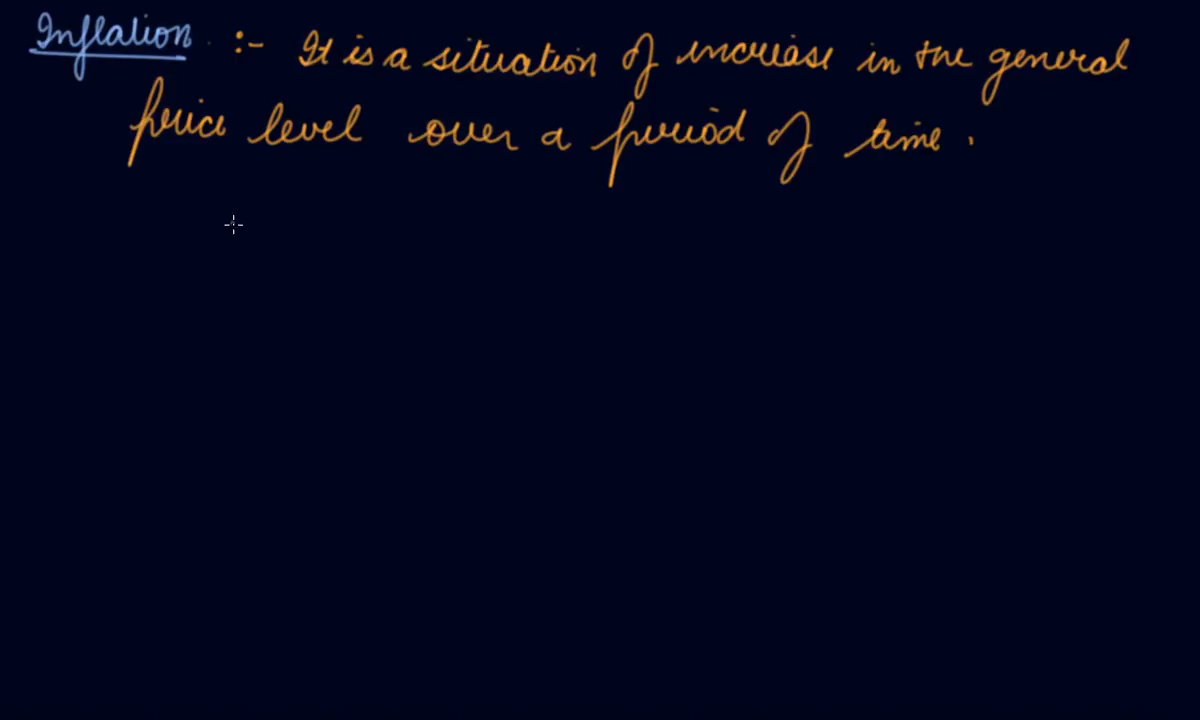 Inflation :- It is a situation of increase in the general
price level over a period of time.